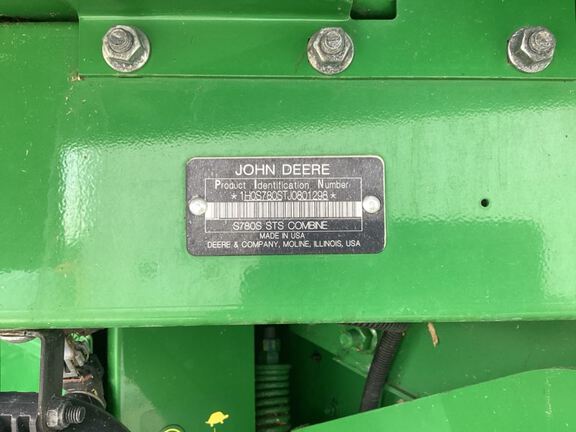 JOHN DEERE
Product Identification Number
*1H0S780STJ0801298*
S780S STS COMBINE
MADE IN USA
DEERE & COMPANY, MOLINE, ILLINOIS, USA